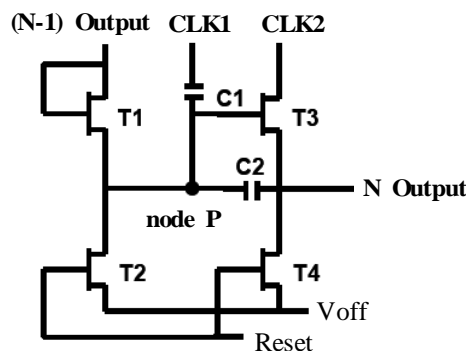 (N-1) Output CLK1 CLK2
C1
T1 T3
C2
N Output
node P
T2 T4
Voff
Reset